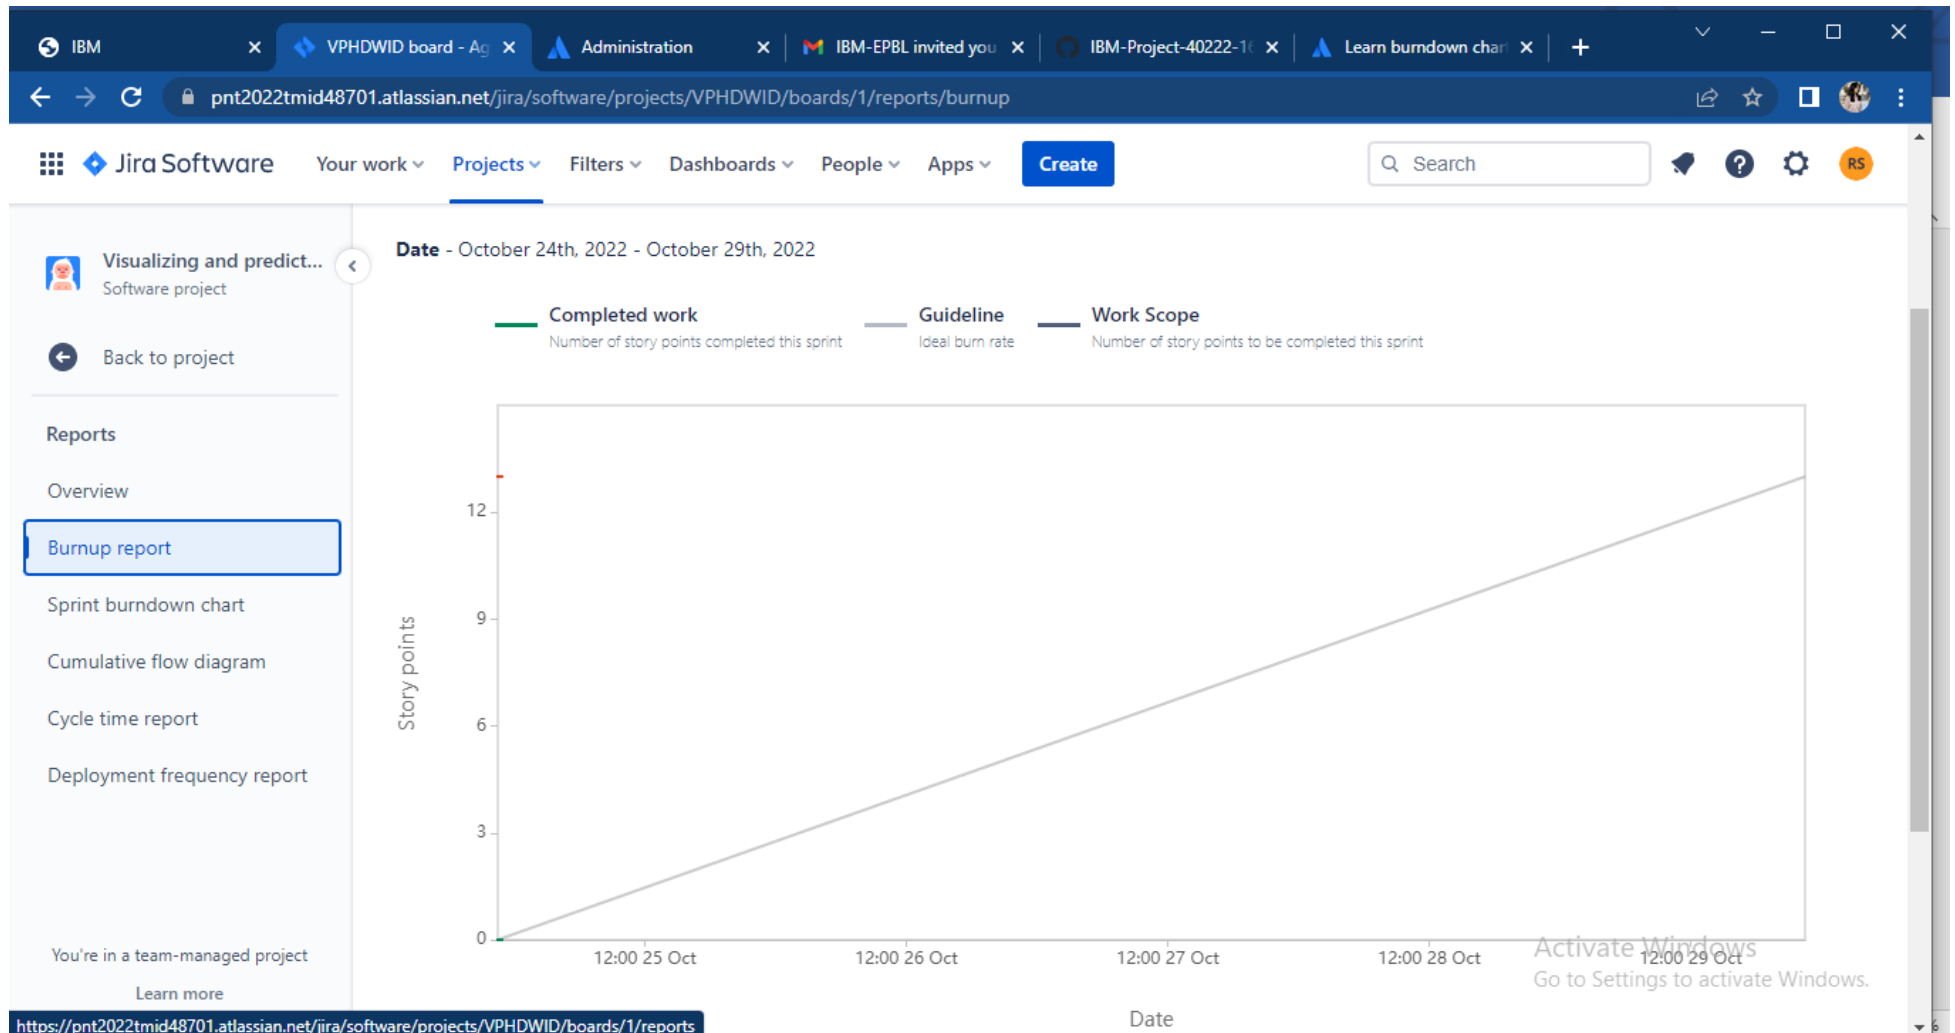 IBM
VPHDWID board - Ag
Administration
IBM-EPBL invited you
IBM-Project-40222-16
Learn burndown char
pnt2022tmid48701.atlassian.net/jira/software/projects/VPHDWID/boards/1/reports/burnup
Jira Software
Your work
Projects
Filters
Dashboards
People
Apps
Create
Search
RS
Visualizing and predict...
Software project
Back to project
Reports
Overview
Burnup report
Sprint burndown chart
Cumulative flow diagram
Cycle time report
Deployment frequency report
You're in a team-managed project
Learn more
https://pnt2022tmid48701.atlassian.net/jira/software/projects/VPHDWID/boards/1/reports
Date - October 24th, 2022 - October 29th, 2022
Completed work
Number of story points completed this sprint
Guideline
Ideal burn rate
Work Scope
Number of story points to be completed this sprint
Story points
12
9
6
3
0
12:00 25 Oct
12:00 26 Oct
12:00 27 Oct
12:00 28 Oct
12:00 29 Oct
Date
Activate Windows
Go to Settings to activate Windows.